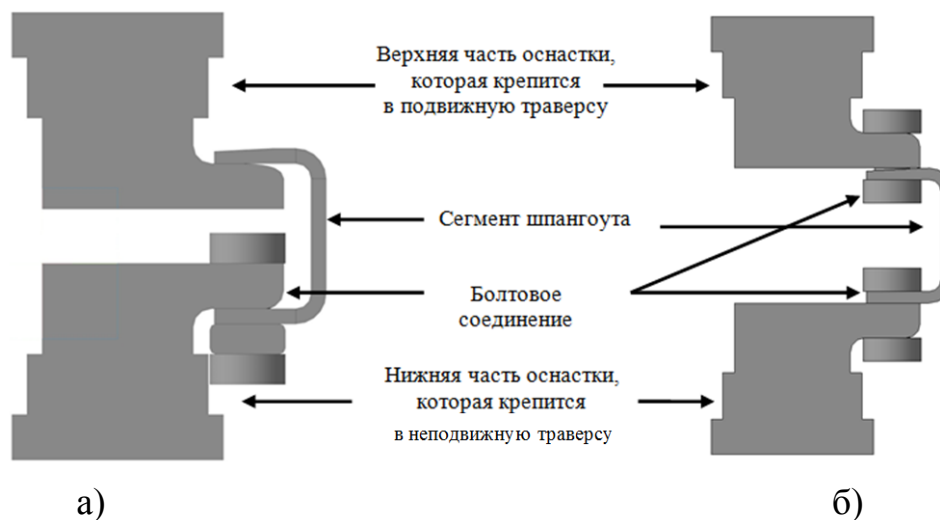 Верхняя часть оснастки,
которая крепится
в подвижную траверсу
Сегмент шпангоута
Болтовое
соединение
Нижняя часть оснастки,
которая крепится
в неподвижную траверсу
а)
б)